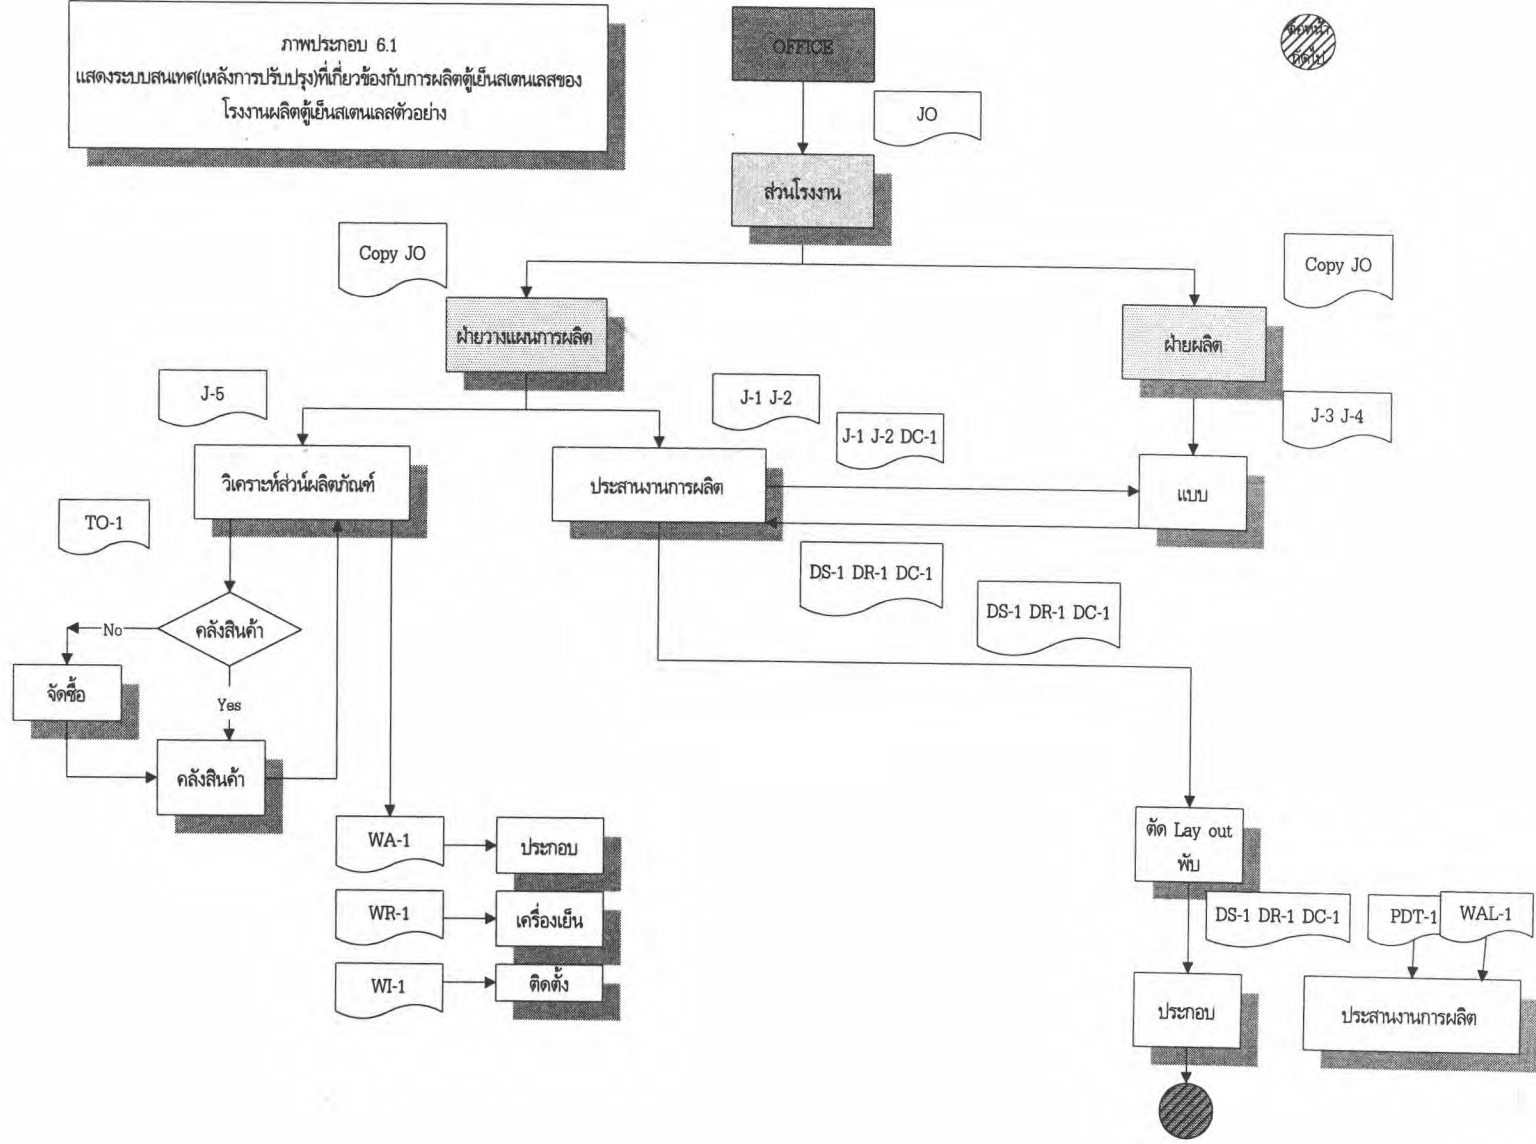 ภาพประกอบ 6.1
แสดงระบบสนเทศ(เหลังการปรับปรุง)ที่เกี่ยวข้องกับการผลิตตู้เย็นสเตนเลสของ
โรงงานผลิตตู้เย็นสเตนเลสตัวอย่าง
OFFICE
JO
ส่วนโรงงาน
Copy JO
Copy JO
ฝ่ายวางแผนการผลิต
ฝ่ายผลิต
J-5
J-1 J-2
J-1 J-2 DC-1
J-3 J-4
วิเคราะห์ส่วน์ผลิตภัณฑ์
ประสานงานการผลิต
แบบ
TO-1
DS-1 DR-1 DC-1
DS-1 DR-1 DC-1
No
คลังสินค้า
จัดซื้อ
Yes
คลังสินค้า
WA-1
ประกอบ
ตัด Lay out
พับ
WR-1
เครื่องเย็น
DS-1 DR-1 DC-1
PDT-1
WAL-1
WI-1
ติดตั้ง
ประกอบ
ประสานงานการผลิต